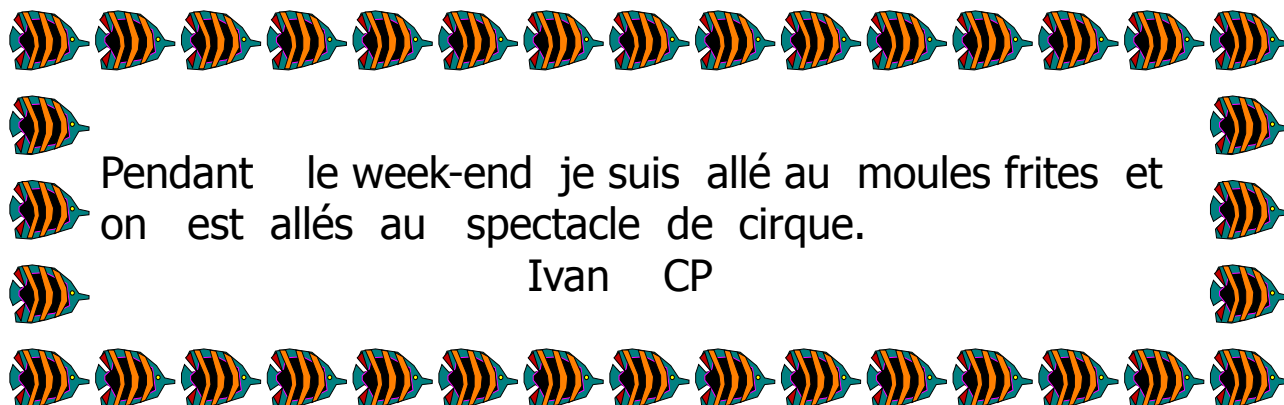 Pendant le week-end je suis allé au moules frites et
on est allés au spectacle de cirque.
Ivan CP